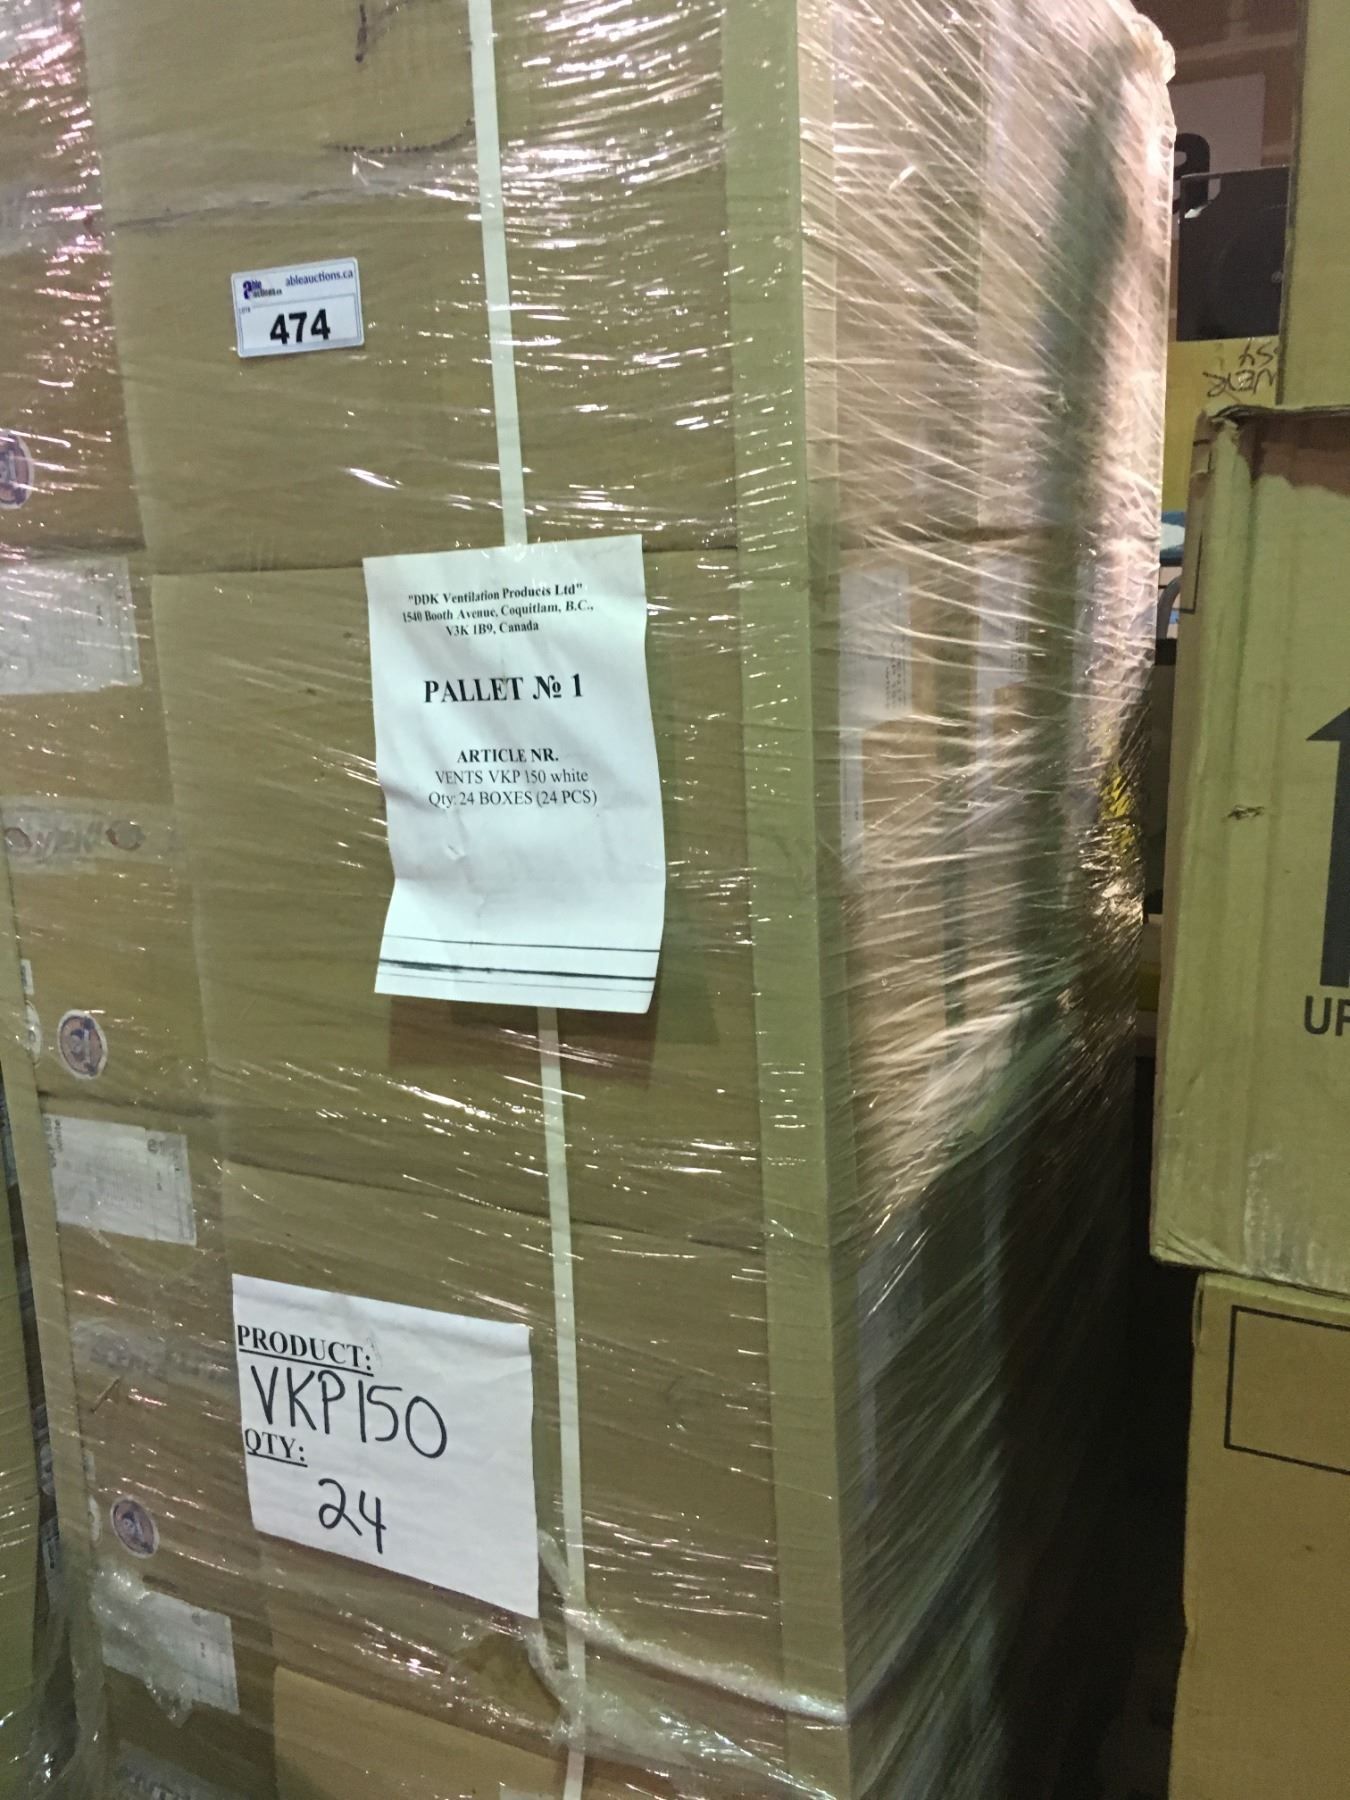 ableauctions.ca
474
"DDK Ventilation Products Ltd"
1540 Booth Avenue, Coquitlam, B.C.,
V3K 1B9, Canada
PALLET № 1
ARTICLE NR.
VENTS VKP 150 white
Qty: 24 BOXES (24 PCS)
PRODUCT:
VKP150
QTY:
24
UP